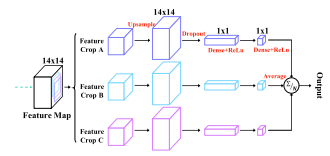 14x14
Feature Map
Feature
Crop A
Upsample
14x14
Dropout
1x1
Dense+ReLu
1x1
Dense+ReLu
Feature
Crop B
Average
Σ/N
Output
Feature
Crop C